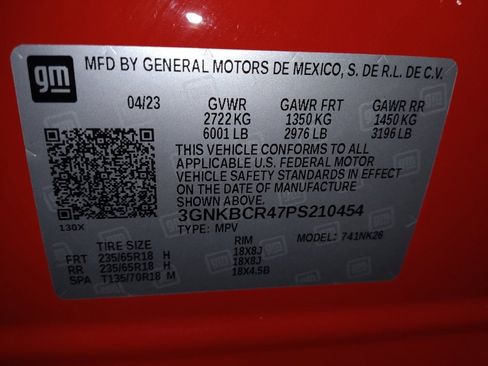 gm MFD BY GENERAL MOTORS DE MEXICO, S. DE R.L. DE C.V.
04/23 GVWR GAWR FRT GAWR RR
2722 KG 1350 KG 1450 KG
6001 LB 2976 LB 3196 LB
THIS VEHICLE CONFORMS TO ALL
APPLICABLE U.S. FEDERAL MOTOR
VEHICLE SAFETY STANDARDS IN EFFECT
ON THE DATE OF MANUFACTURE
SHOWN ABOVE.
3GNKBCR47PS210454
130X TYPE: MPV MODEL: 741NK26
TIRE SIZE RIM
FRT 235/65R18 H 18X8J
RR 235/65R18 H 18X8J
SPA T135/70R18 M 18X4.5B